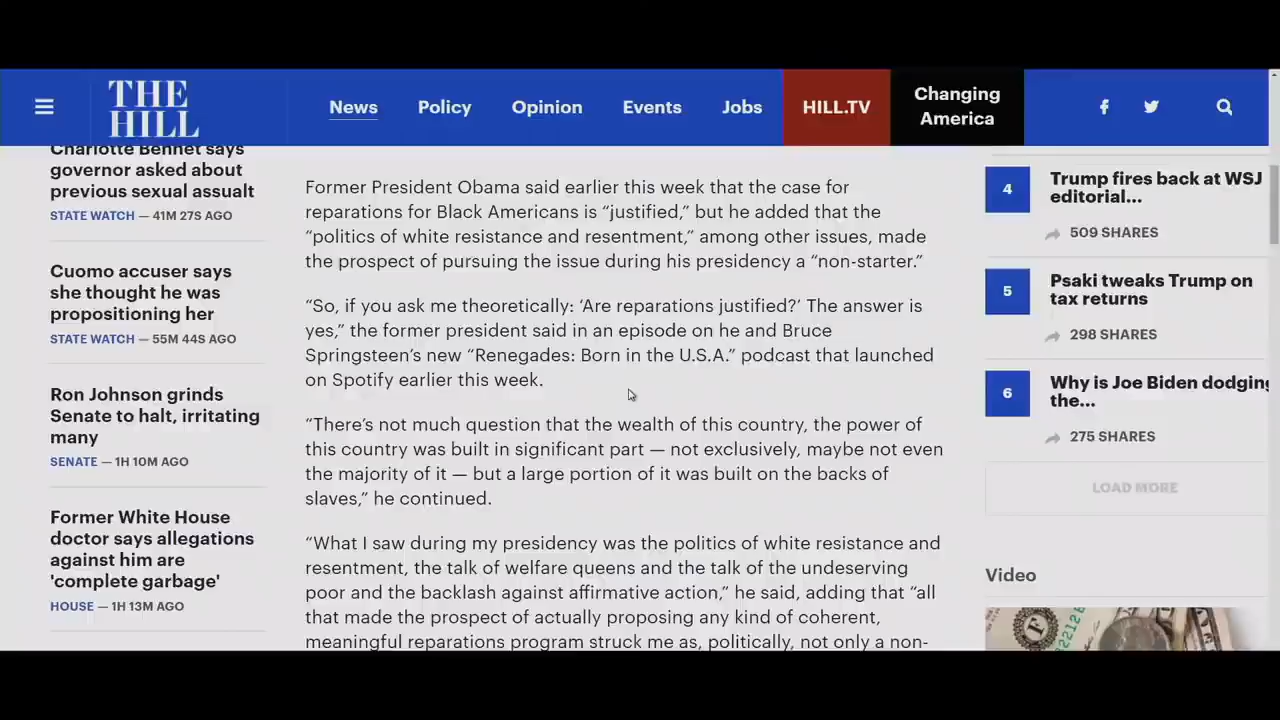 THE
HILL
News
Policy
Opinion
Events
Jobs
HILL.TV
Changing
America
Charlotte Bennet says
governor asked about
previous sexual assualt
STATE WATCH — 41M 27S AGO
Cuomo accuser says
she thought he was
propositioning her
STATE WATCH — 55M 44S AGO
Ron Johnson grinds
Senate to halt, irritating
many
SENATE — 1H 10M AGO
Former White House
doctor says allegations
against him are
'complete garbage'
HOUSE — 1H 13M AGO
Former President Obama said earlier this week that the case for
reparations for Black Americans is “justified,” but he added that the
“politics of white resistance and resentment,” among other issues, made
the prospect of pursuing the issue during his presidency a “non-starter.”
“So, if you ask me theoretically: ‘Are reparations justified?’ The answer is
yes,” the former president said in an episode on he and Bruce
Springsteen’s new “Renegades: Born in the U.S.A.” podcast that launched
on Spotify earlier this week.
“There’s not much question that the wealth of this country, the power of
this country was built in significant part — not exclusively, maybe not even
the majority of it — but a large portion of it was built on the backs of
slaves,” he continued.
“What I saw during my presidency was the politics of white resistance and
resentment, the talk of welfare queens and the talk of the undeserving
poor and the backlash against affirmative action,” he said, adding that “all
that made the prospect of actually proposing any kind of coherent,
meaningful reparations program struck me as, politically, not only a non-
4
Trump fires back at WSJ
editorial...
509 SHARES
5
Psaki tweaks Trump on
tax returns
298 SHARES
6
Why is Joe Biden dodging
the...
275 SHARES
LOAD MORE
Video